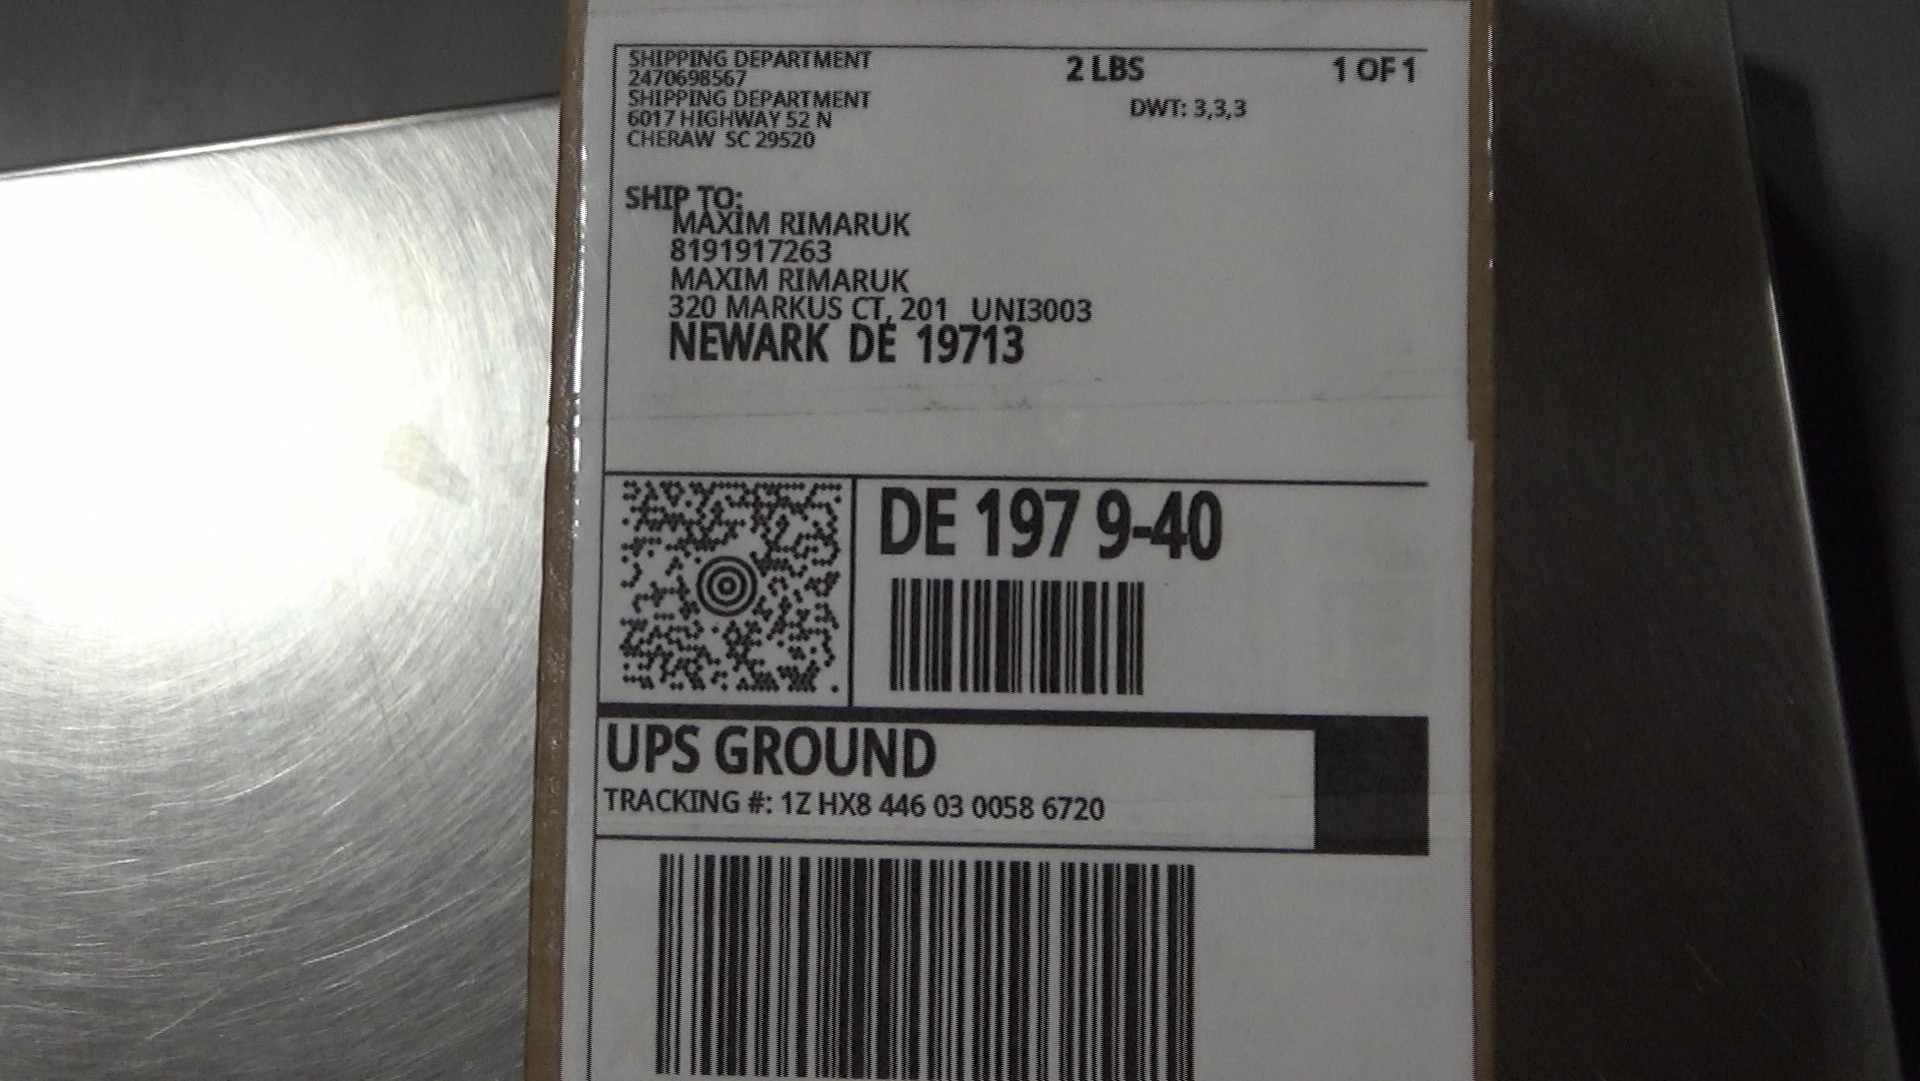 SHIPPING DEPARTMENT
2470698567
SHIPPING DEPARTMENT
6017 HIGHWAY 52 N
CHERAW SC 29520
2 LBS
1 OF 1
DWT: 3,3,3
SHIP TO:
MAXIM RIMARUK
8191917263
MAXIM RIMARUK
320 MARKUS CT, 201 UNI3003
NEWARK DE 19713
DE 197 9-40
UPS GROUND
TRACKING #: 1Z HX8 446 03 0058 6720